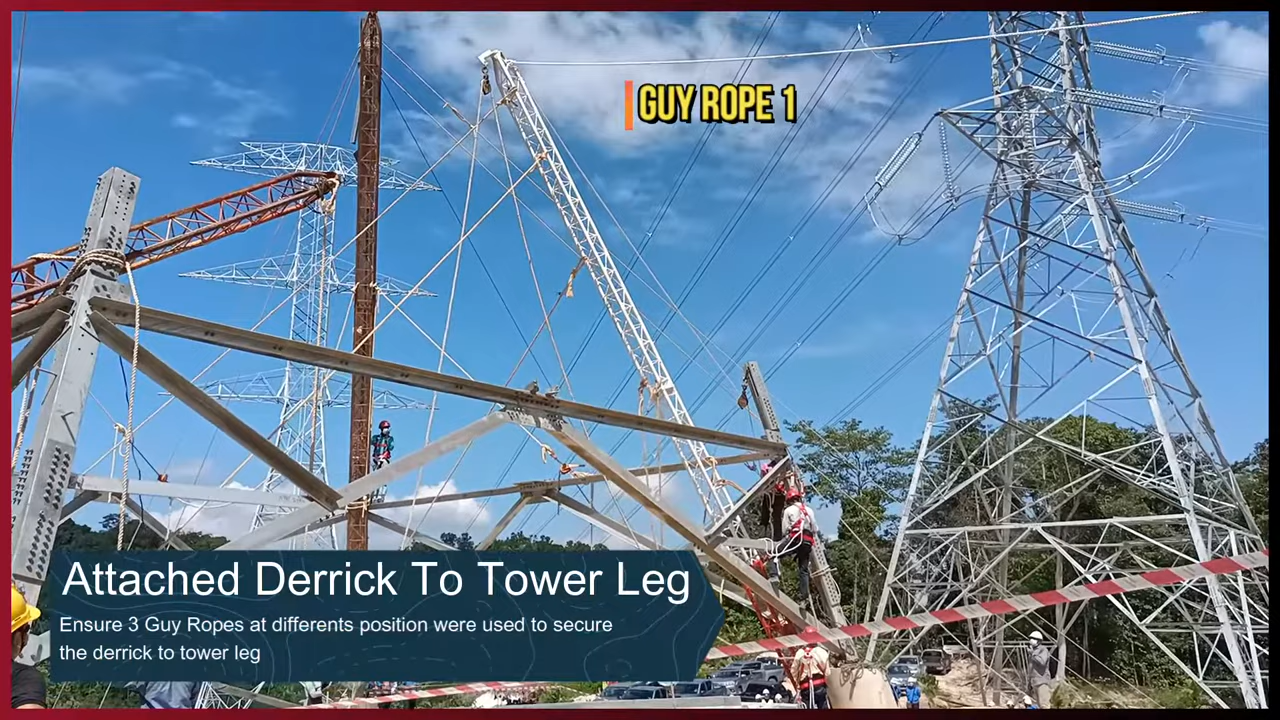 GUY ROPE 1
Attached Derrick To Tower Leg
Ensure 3 Guy Ropes at differents position were used to secure
the derrick to tower leg